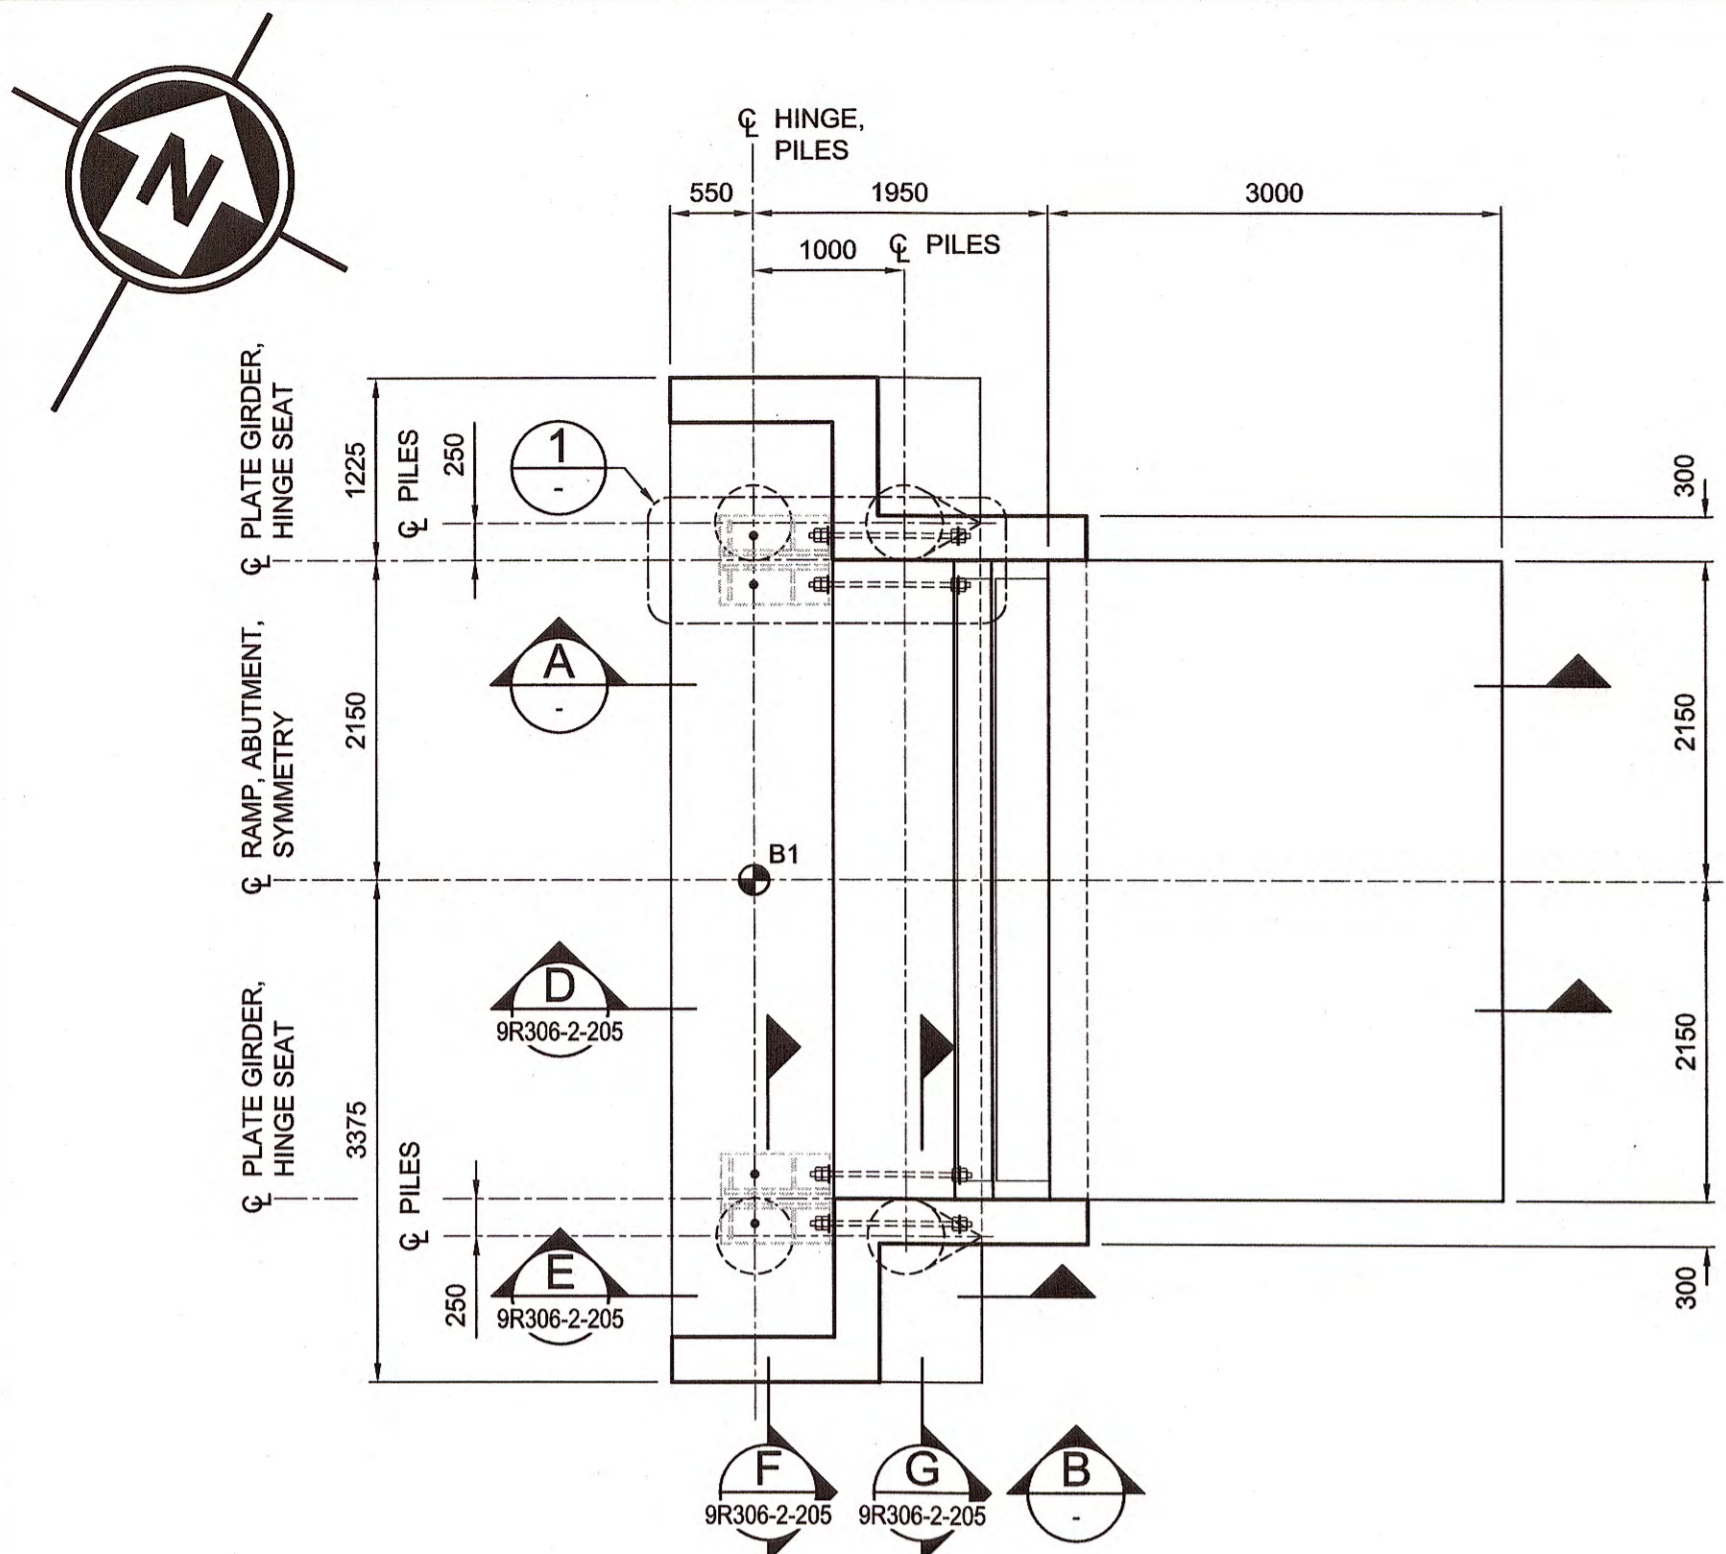 N
℄ HINGE,
PILES
550
1950
3000
1000
℄ PILES
℄ PLATE GIRDER,
HINGE SEAT
1225
℄ PILES
250
1
-
300
℄ RAMP, ABUTMENT,
SYMMETRY
2150
A
-
2150
B1
D
9R306-2-205
℄ PLATE GIRDER,
HINGE SEAT
3375
2150
℄ PILES
250
E
9R306-2-205
300
F
9R306-2-205
G
9R306-2-205
B
-